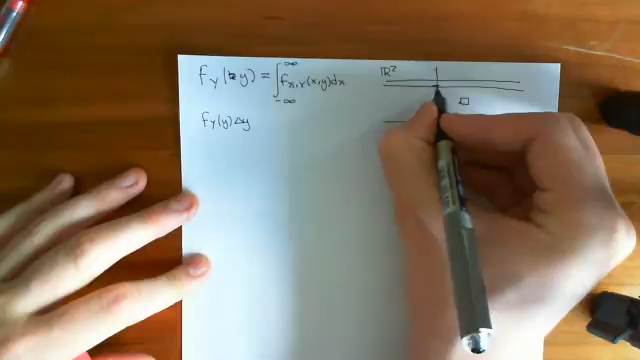 f_Y(y) = ∫_{-∞}^{∞} f_{X,Y}(x,y)dx
ℝ²
f_Y(y)Δy